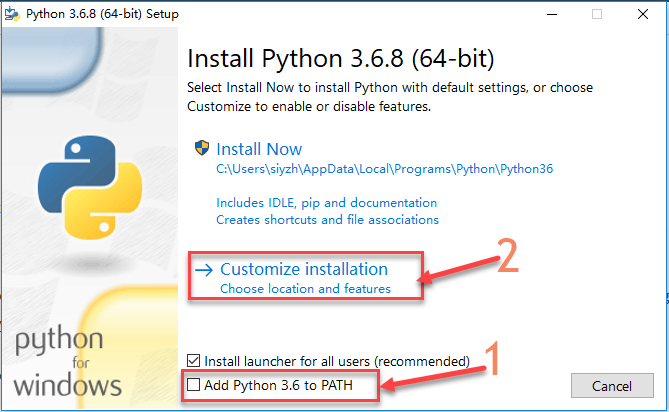 Python 3.6.8 (64-bit) Setup
Install Python 3.6.8 (64-bit)
Select Install Now to install Python with default settings, or choose
Customize to enable or disable features.
Install Now
C:\Users\siyzh\AppData\Local\Programs\Python\Python36
Includes IDLE, pip and documentation
Creates shortcuts and file associations
2
Customize installation
Choose location and features
1
Install launcher for all users (recommended)
Add Python 3.6 to PATH
Cancel
python
for
windows